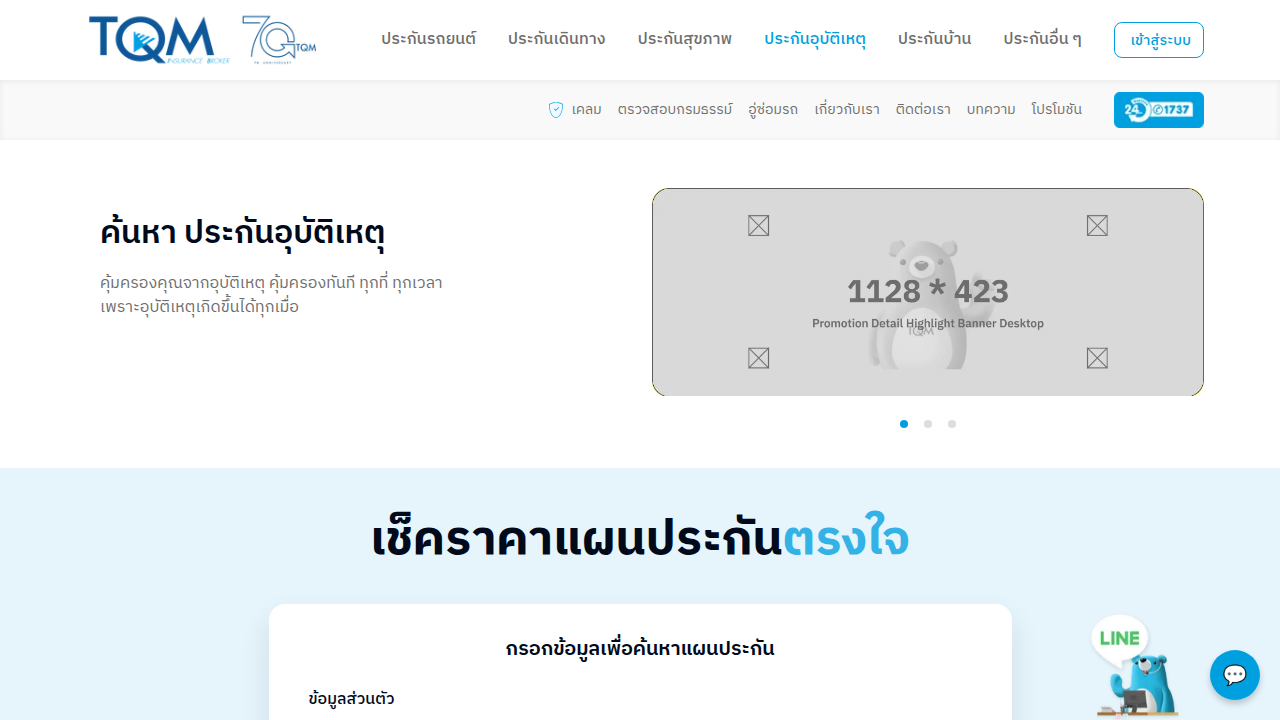 TQM INSURANCE BROKER
70 TQM
70 ANNIVERSARY
ประกันรถยนต์ ประกันเดินทาง ประกันสุขภาพ ประกันอุบัติเหตุ ประกันบ้าน ประกันอื่น ๆ เข้าสู่ระบบ
เคลม ตรวจสอบกรมธรรม์ อู่ซ่อมรถ เกี่ยวกับเรา ติดต่อเรา บทความ โปรโมชัน 24 1737
ค้นหา ประกันอุบัติเหตุ
คุ้มครองคุณจากอุบัติเหตุ คุ้มครองทันที ทุกที่ ทุกเวลา
เพราะอุบัติเหตุเกิดขึ้นได้ทุกเมื่อ
1128 * 423
Promotion Detail Highlight Banner Desktop
TQM
เช็คราคาแผนประกันตรงใจ
กรอกข้อมูลเพื่อค้นหาแผนประกัน
ข้อมูลส่วนตัว
LINE